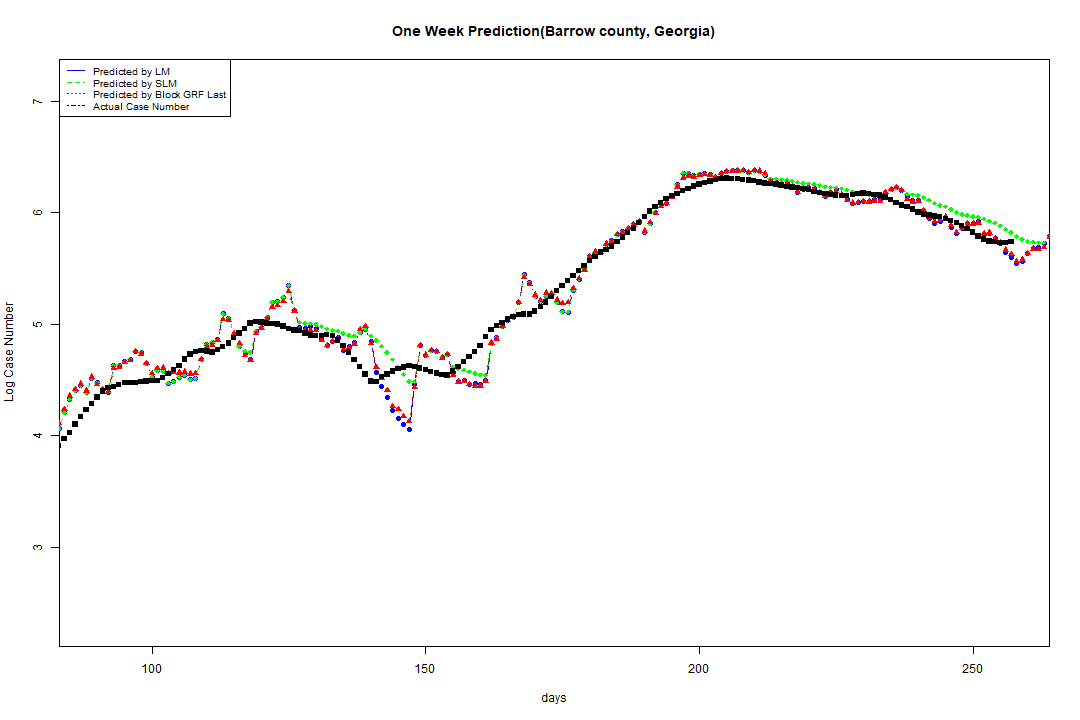 One Week Prediction(Barrow county, Georgia)
Predicted by LM
Predicted by SLM
Predicted by Block GRF Last
Actual Case Number
7
6
5
4
3
Log Case Number
100 150 200 250
days